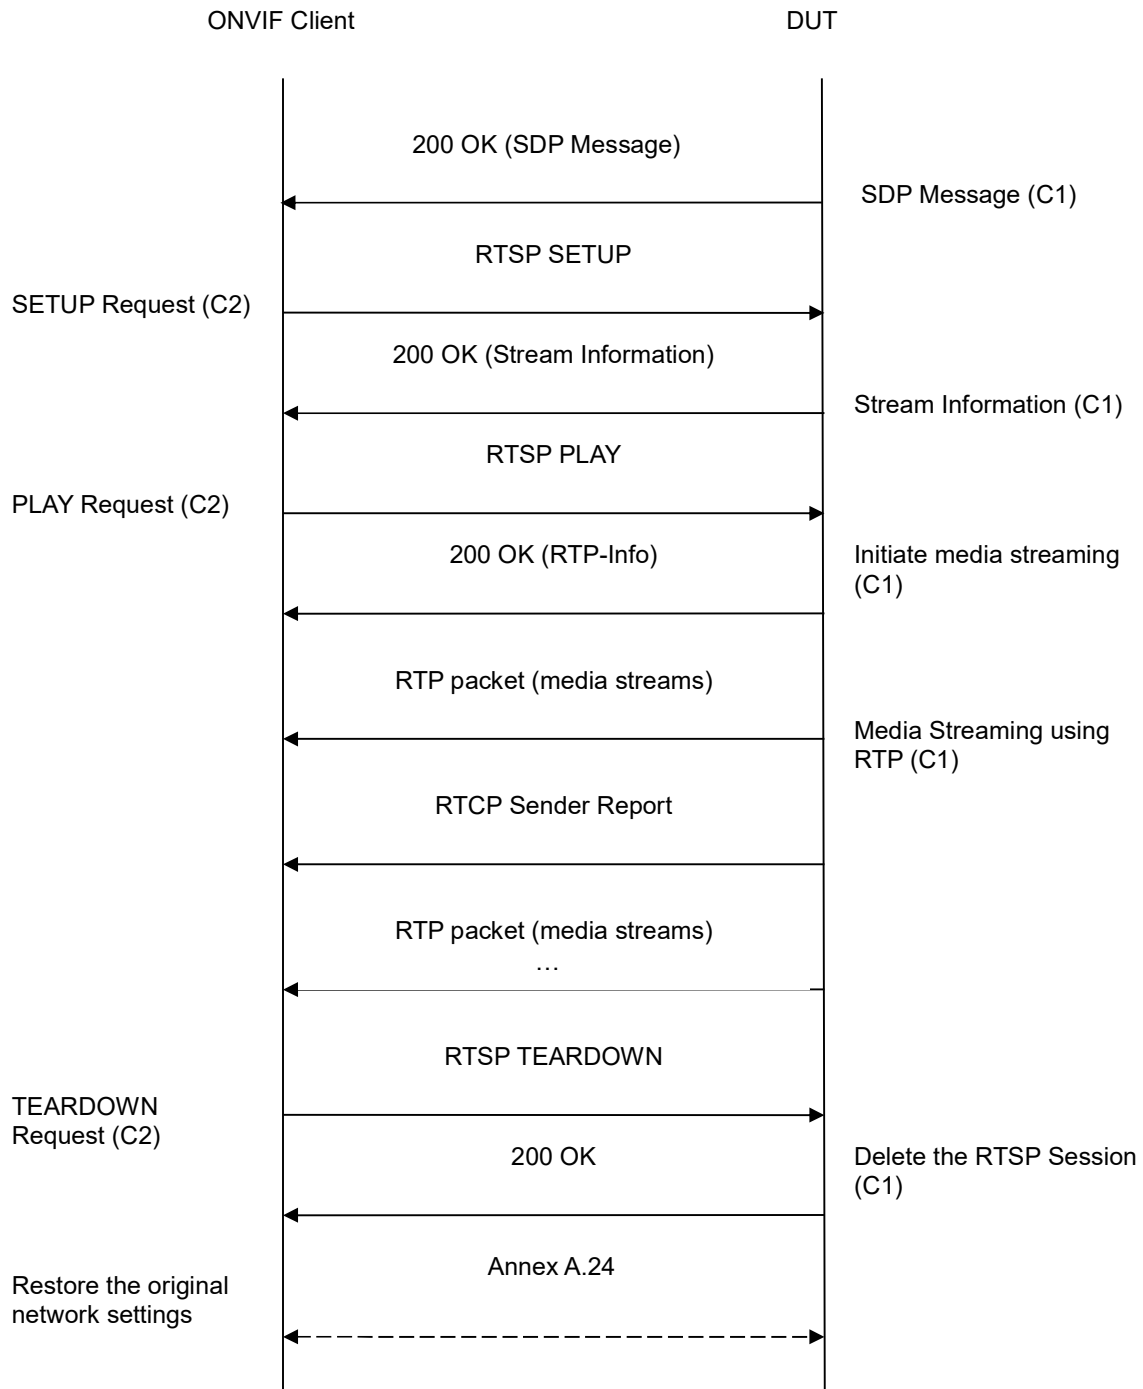 ONVIF Client
DUT
200 OK (SDP Message)
SDP Message (C1)
RTSP SETUP
SETUP Request (C2)
200 OK (Stream Information)
Stream Information (C1)
RTSP PLAY
PLAY Request (C2)
200 OK (RTP-Info)
Initiate media streaming
(C1)
RTP packet (media streams)
Media Streaming using
RTP (C1)
RTCP Sender Report
RTP packet (media streams)
…
RTSP TEARDOWN
TEARDOWN
Request (C2)
200 OK
Delete the RTSP Session
(C1)
Annex A.24
Restore the original
network settings